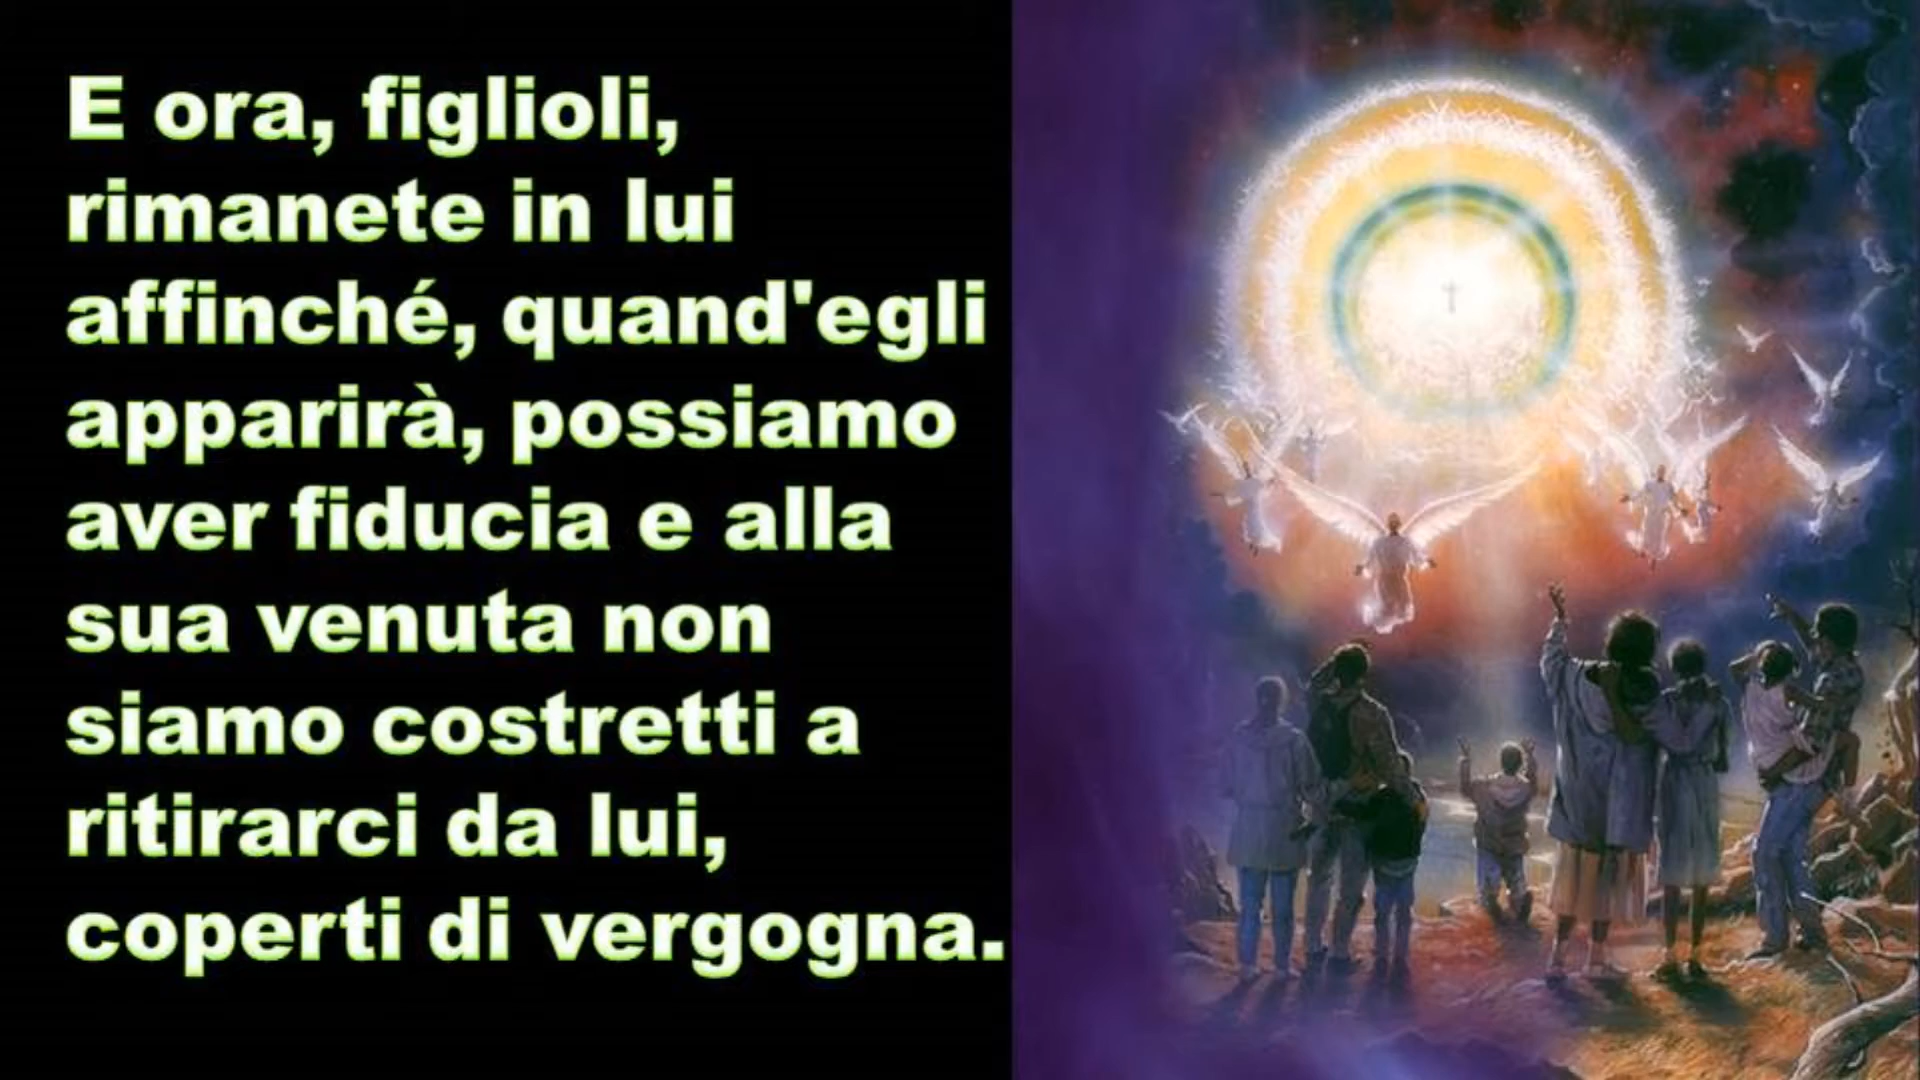 E ora, figlioli,
rimanete in lui
affinché, quand'egli
apparirà, possiamo
aver fiducia e alla
sua venuta non
siamo costretti a
ritirarci da lui,
coperti di vergogna.